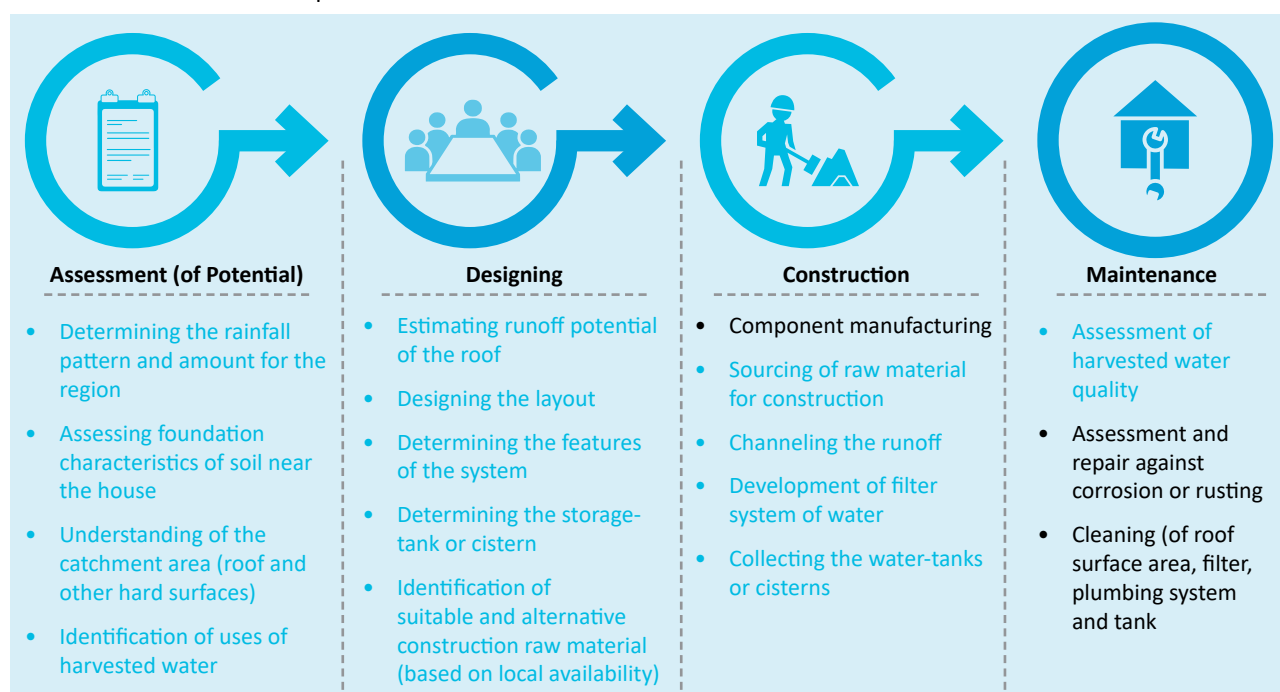 Assessment (of Potential)
• Determining the rainfall
pattern and amount for the
region
• Assessing foundation
characteristics of soil near
the house
• Understanding of the
catchment area (roof and
other hard surfaces)
• Identification of uses of
harvested water
Designing
• Estimating runoff potential
of the roof
• Designing the layout
• Determining the features
of the system
• Determining the storage-
tank or cistern
• Identification of
suitable and alternative
construction raw material
(based on local availability)
Construction
• Component manufacturing
• Sourcing of raw material
for construction
• Channeling the runoff
• Development of filter
system of water
• Collecting the water-tanks
or cisterns
Maintenance
• Assessment of
harvested water
quality
• Assessment and
repair against
corrosion or rusting
• Cleaning (of roof
surface area, filter,
plumbing system
and tank